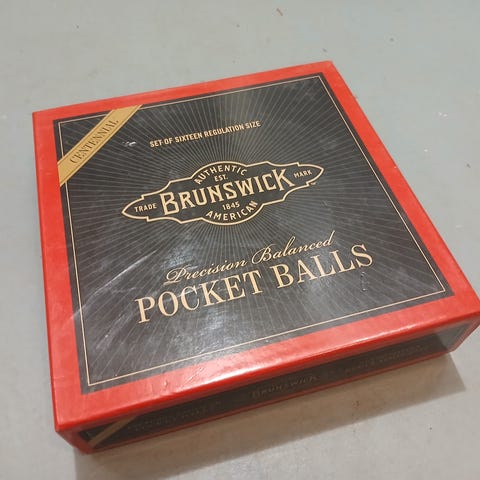 CENTENNIAL
SET OF SIXTEEN REGULATION SIZE
AUTHENTIC
EST.
TRADE BRUNSWICK MARK
1845
AMERICAN
Precision Balanced
POCKET BALLS
BRUNSWICK